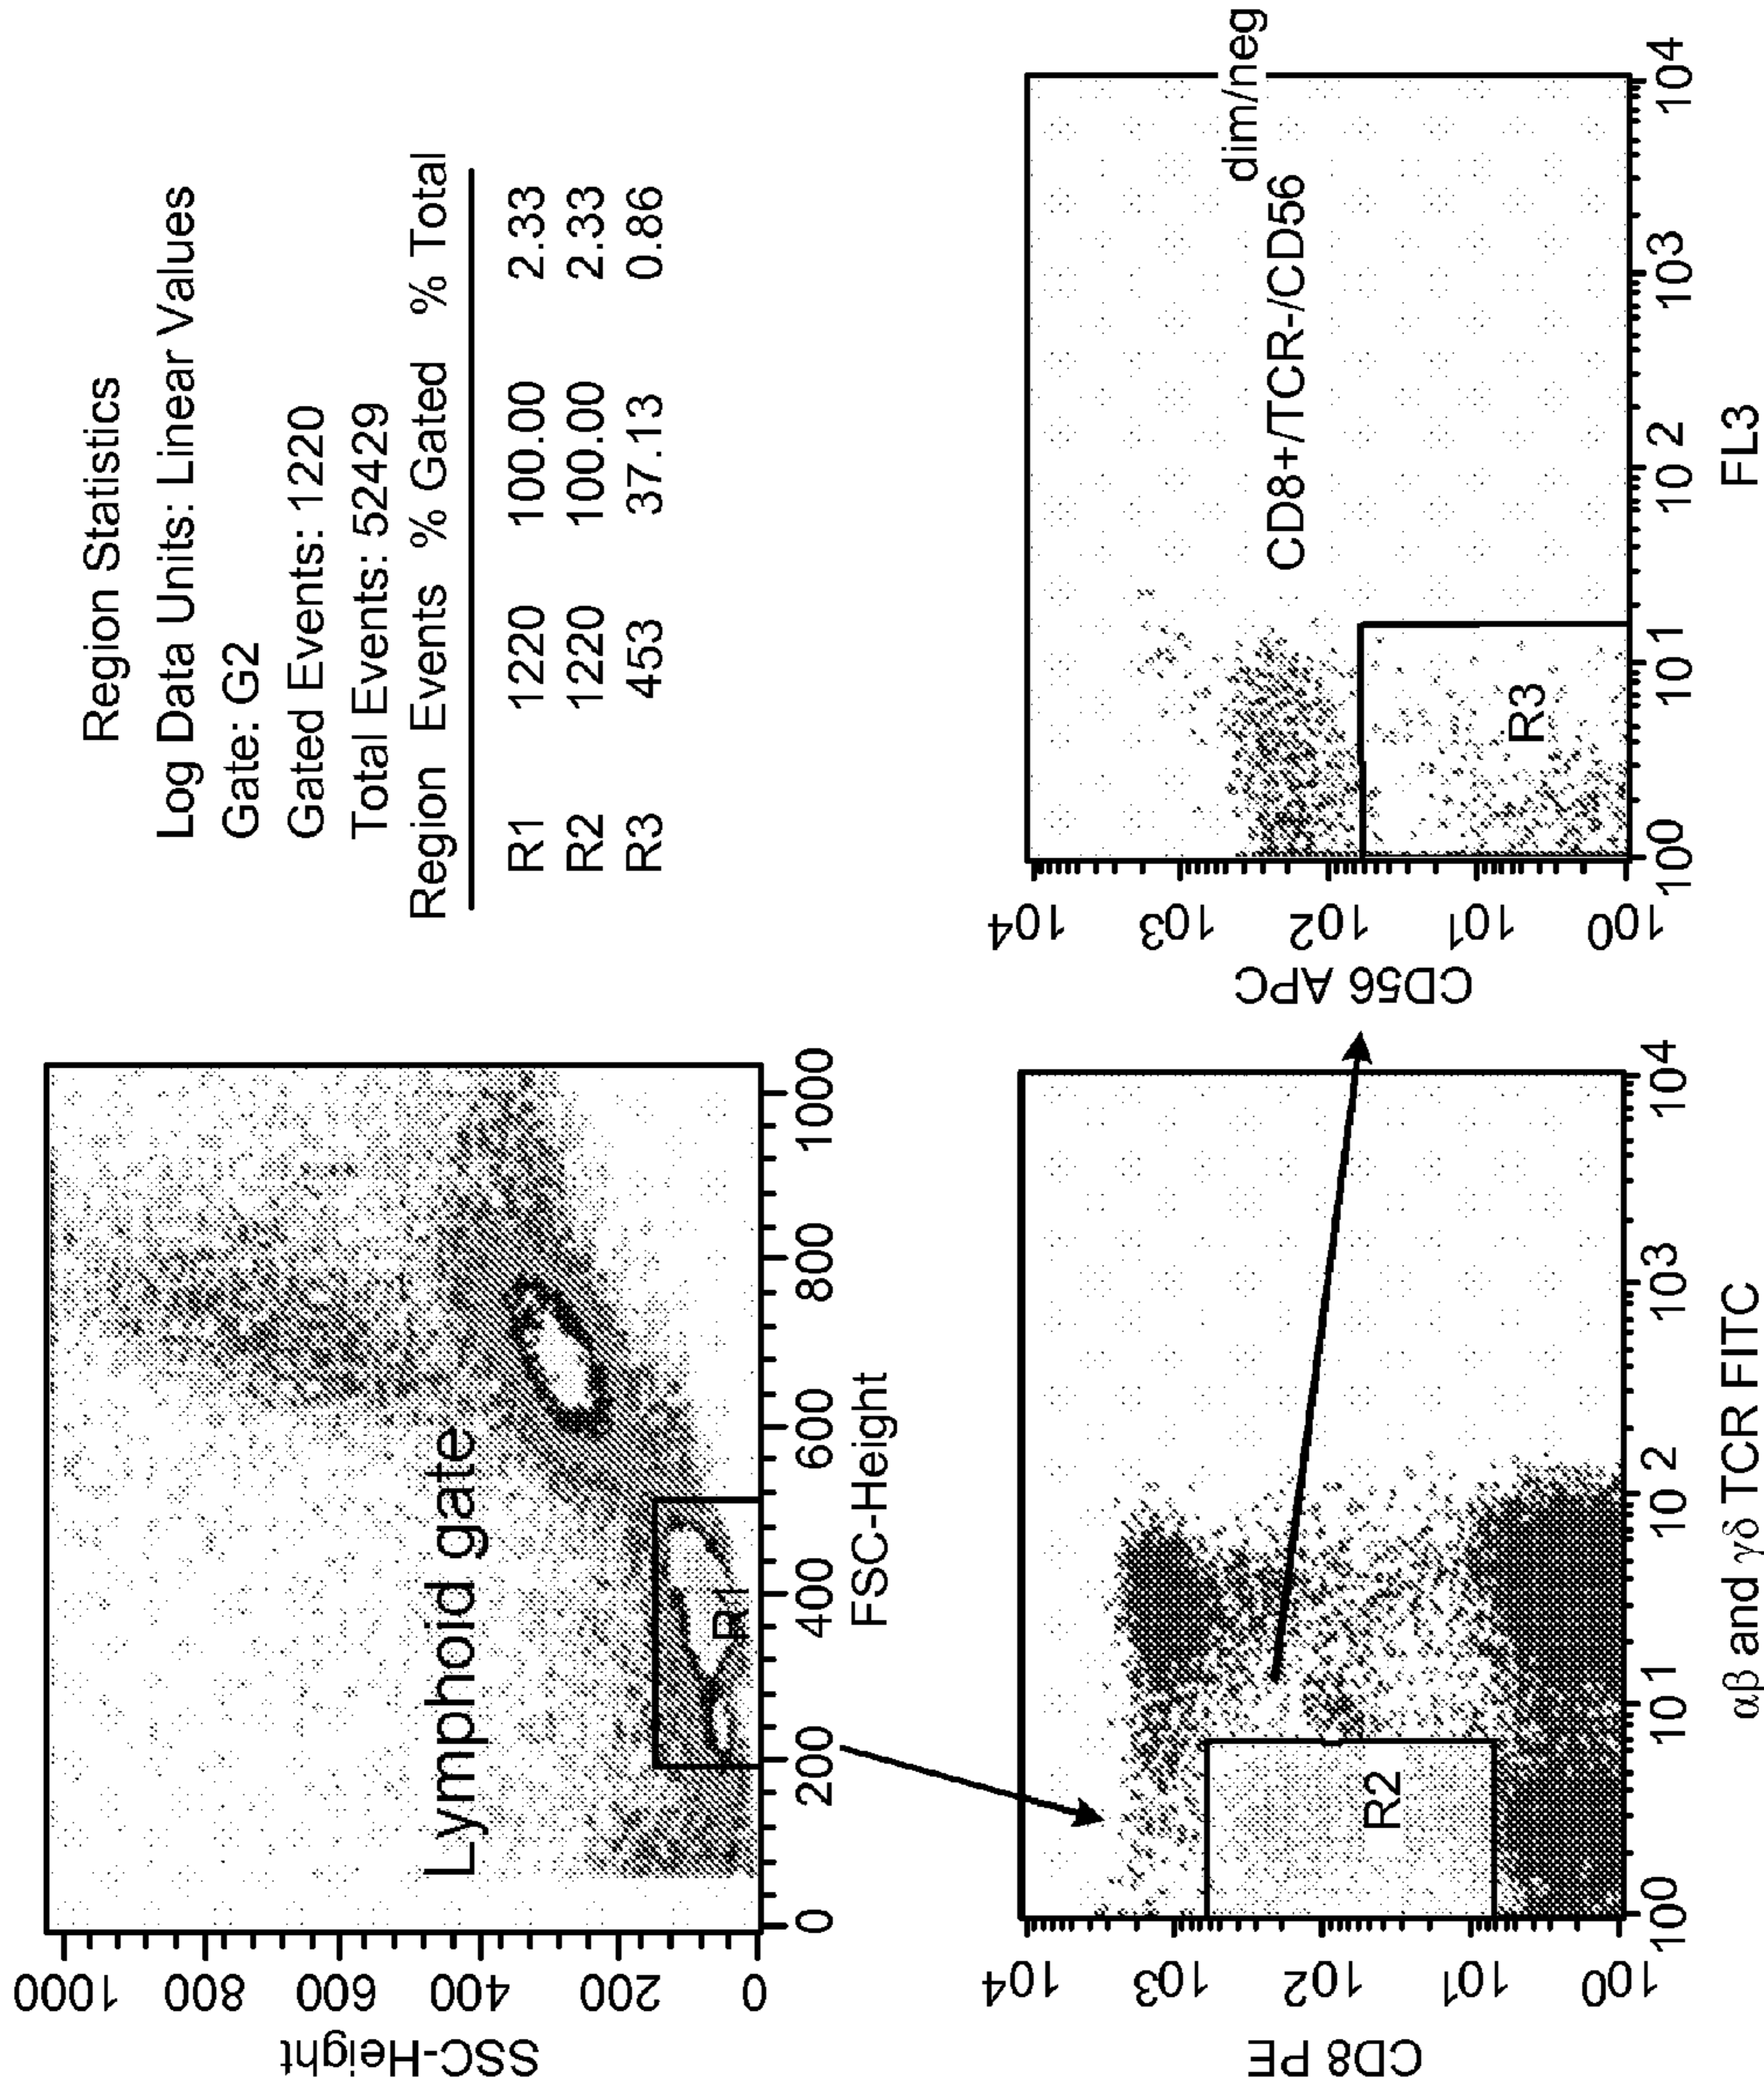 1000
800
600
400
200
0
SSC-Height
Lymphoid gate
R1
0
200
400
600
800
1000
FSC-Height
Region Statistics
Log Data Units: Linear Values
Gate: G2
Gated Events: 1220
Total Events: 52429
Region Events % Gated % Total
R1 1220 100.00 2.33
R2 1220 100.00 2.33
R3 453 37.13 0.86
10⁴
10³
10²
10¹
10⁰
CD8 PE
R2
10⁰
10¹
10²
10³
10⁴
αβ and γδ TCR FITC
10⁴
10³
10²
10¹
10⁰
CD56 APC
dim/neg
CD8+/TCR-/CD56
R3
10⁰
10¹
10²
10³
10⁴
FL3